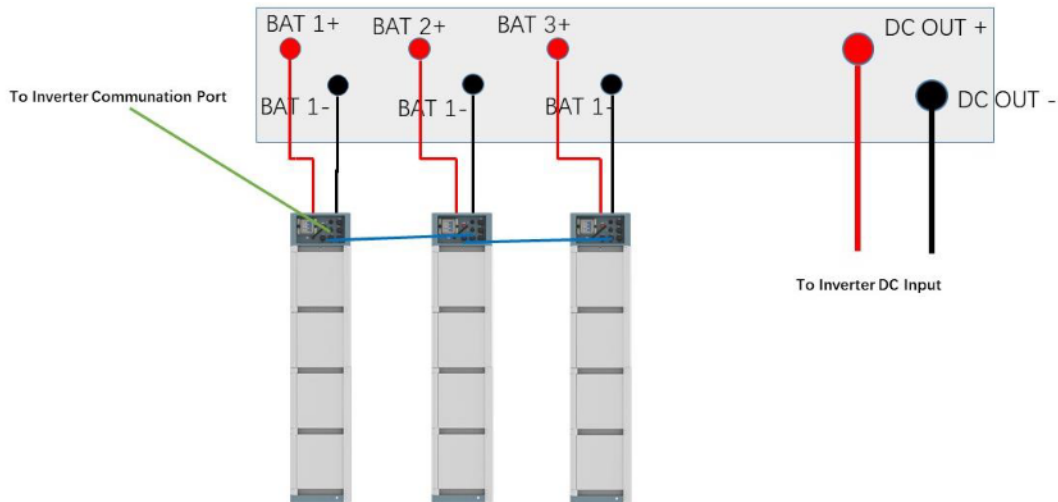 BAT 1+
BAT 2+
BAT 3+
DC OUT +
To Inverter Communation Port
BAT 1-
BAT 1-
BAT 1-
DC OUT -
To Inverter DC Input